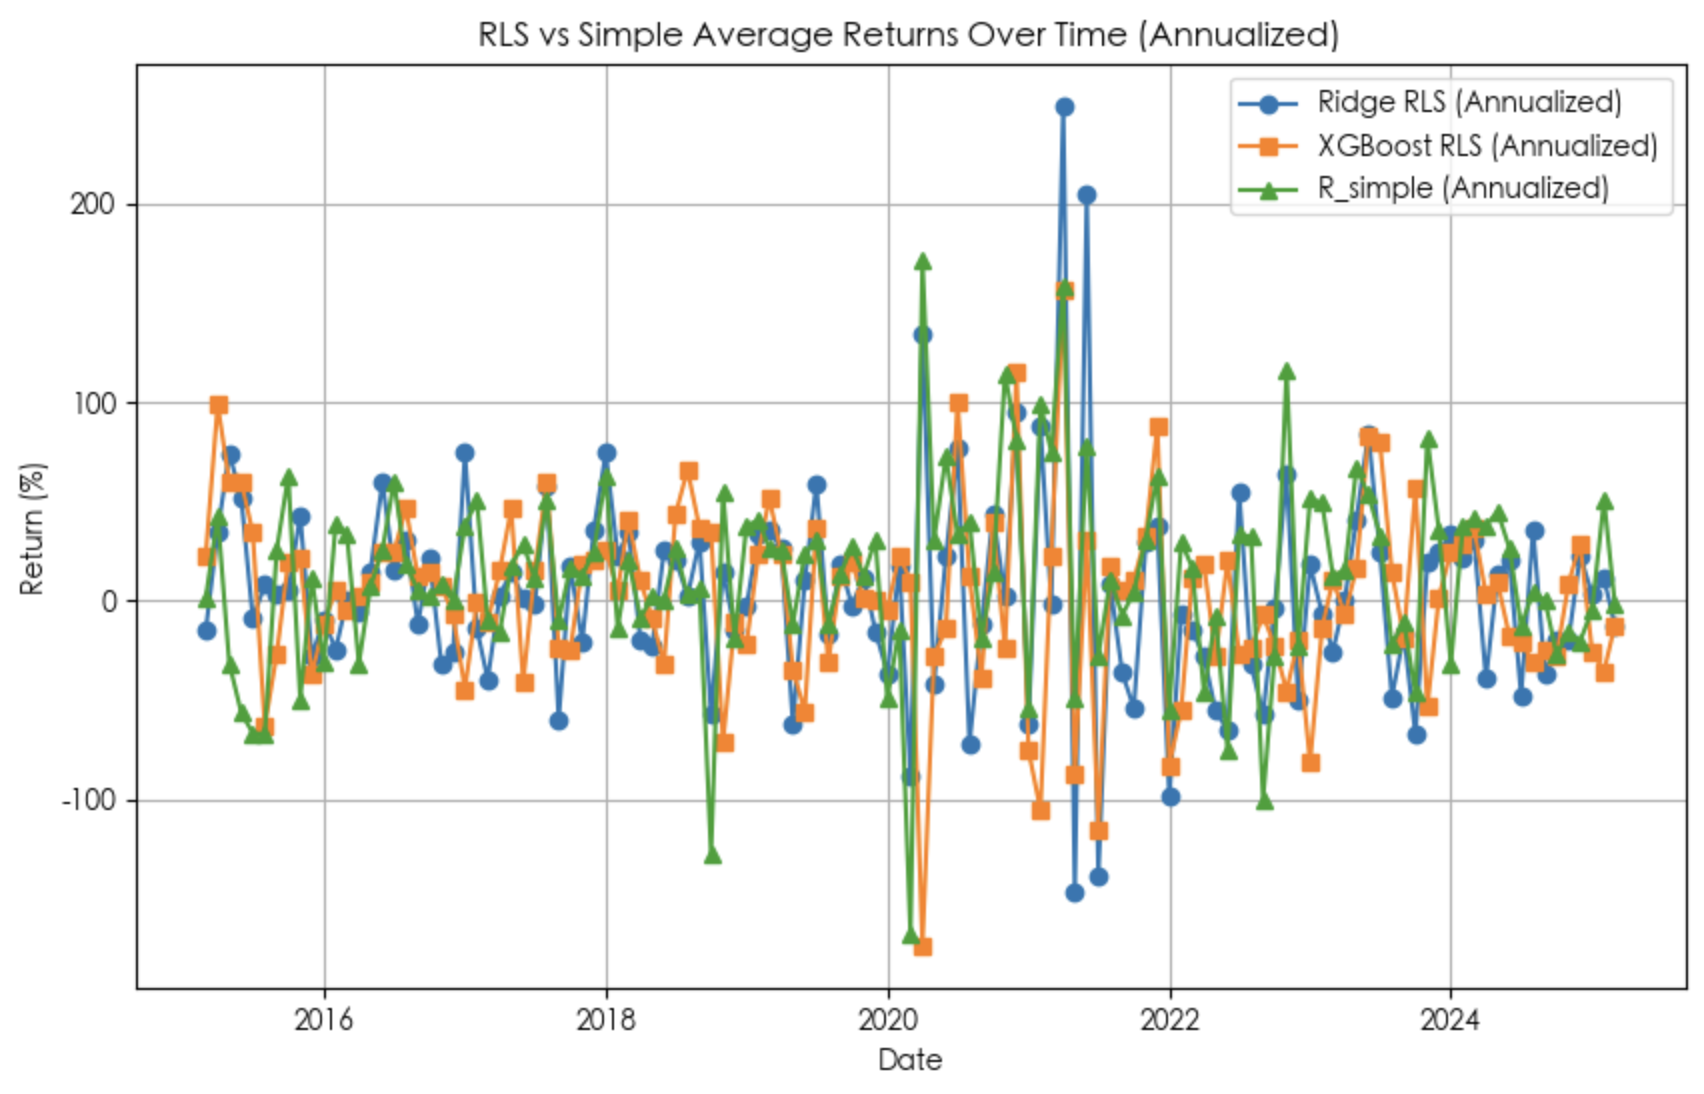 RLS vs Simple Average Returns Over Time (Annualized)
Ridge RLS (Annualized)
XGBoost RLS (Annualized)
R_simple (Annualized)
Return (%)
200
100
0
-100
2016
2018
2020
2022
2024
Date